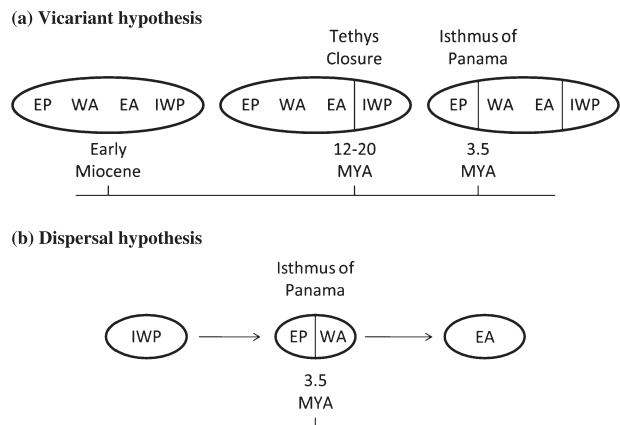 (a) Vicariant hypothesis
Tethys
Closure
Isthmus of
Panama
EP WA EA IWP
EP WA EA IWP
EP WA EA IWP
Early
Miocene
12-20
MYA
3.5
MYA
(b) Dispersal hypothesis
Isthmus of
Panama
IWP
EP WA
EA
3.5
MYA